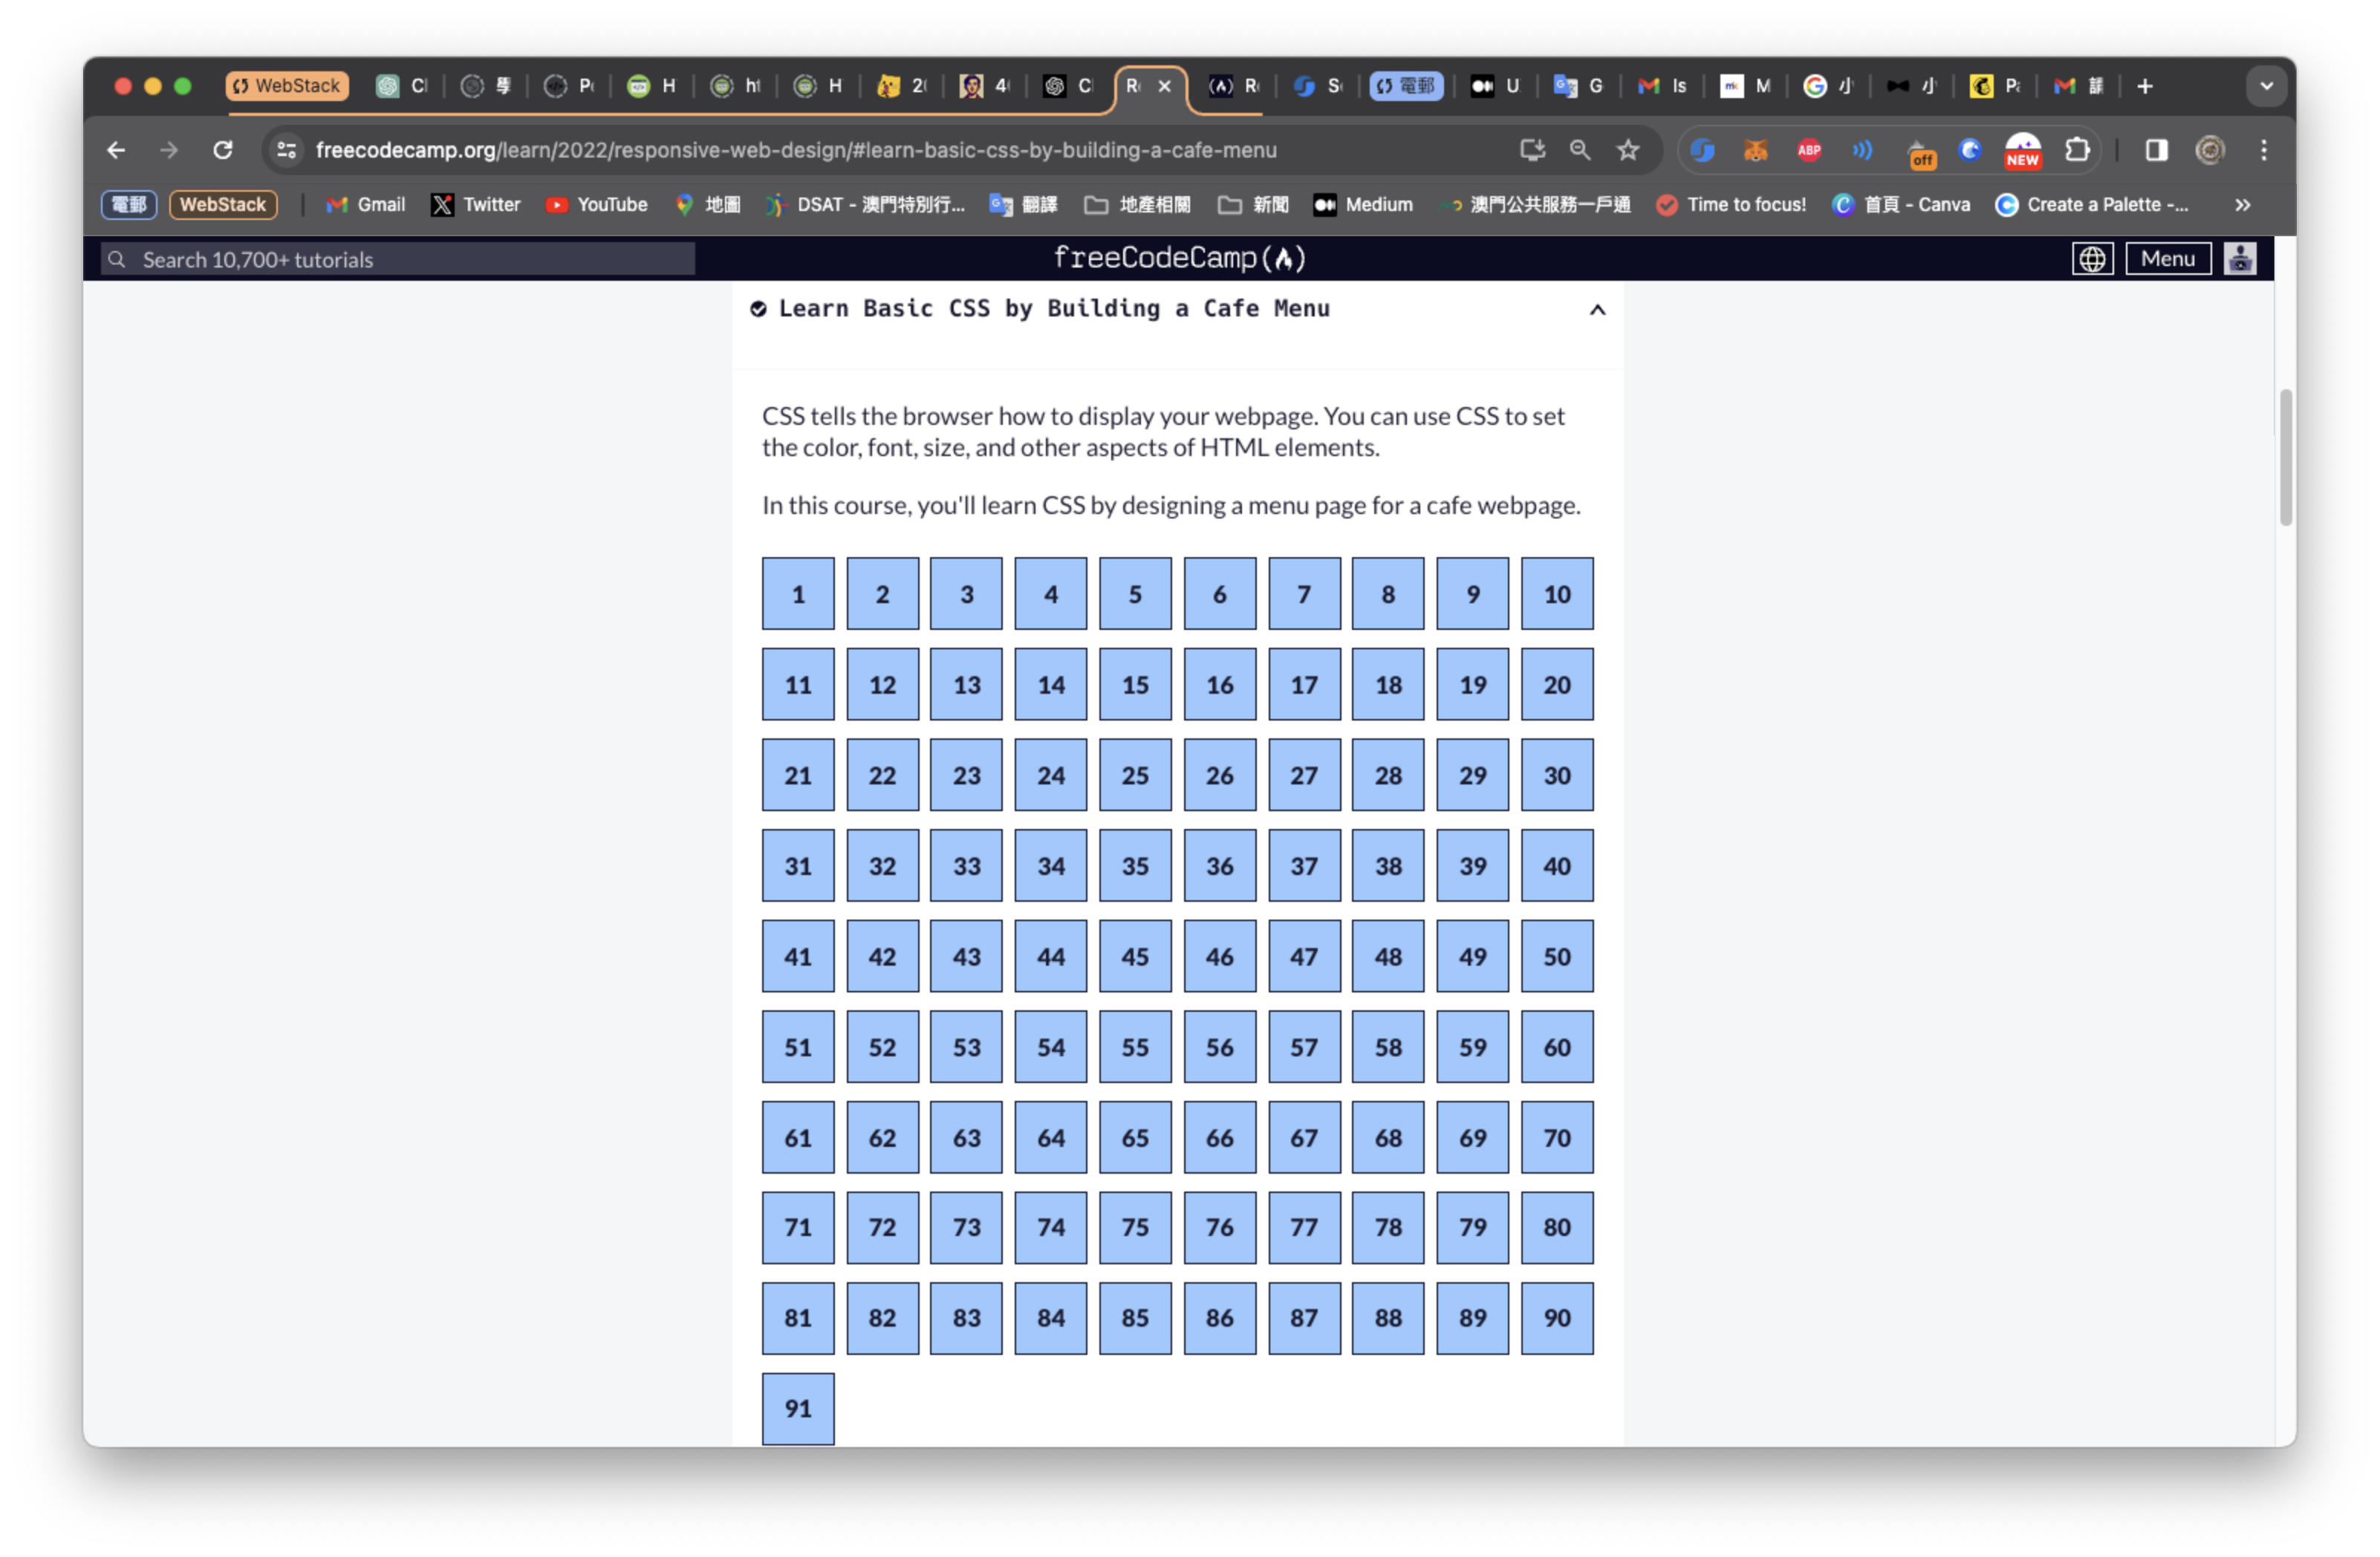 WebStack Cl 學 P H ht H 2 4 C R R S 電郵 U G Is M 小 小 Pa
freecodecamp.org/learn/2022/responsive-web-design/#learn-basic-css-by-building-a-cafe-menu ABP off NEW
電郵 WebStack Gmail Twitter YouTube 地圖 DSAT - 澳門特別行... 翻譯 地產相關 新聞 Medium 澳門公共服務一戶通 Time to focus! 首頁 - Canva Create a Palette -... »
Search 10,700+ tutorials freeCodeCamp Menu
Learn Basic CSS by Building a Cafe Menu
CSS tells the browser how to display your webpage. You can use CSS to set
the color, font, size, and other aspects of HTML elements.
In this course, you'll learn CSS by designing a menu page for a cafe webpage.
1 2 3 4 5 6 7 8 9 10
11 12 13 14 15 16 17 18 19 20
21 22 23 24 25 26 27 28 29 30
31 32 33 34 35 36 37 38 39 40
41 42 43 44 45 46 47 48 49 50
51 52 53 54 55 56 57 58 59 60
61 62 63 64 65 66 67 68 69 70
71 72 73 74 75 76 77 78 79 80
81 82 83 84 85 86 87 88 89 90
91